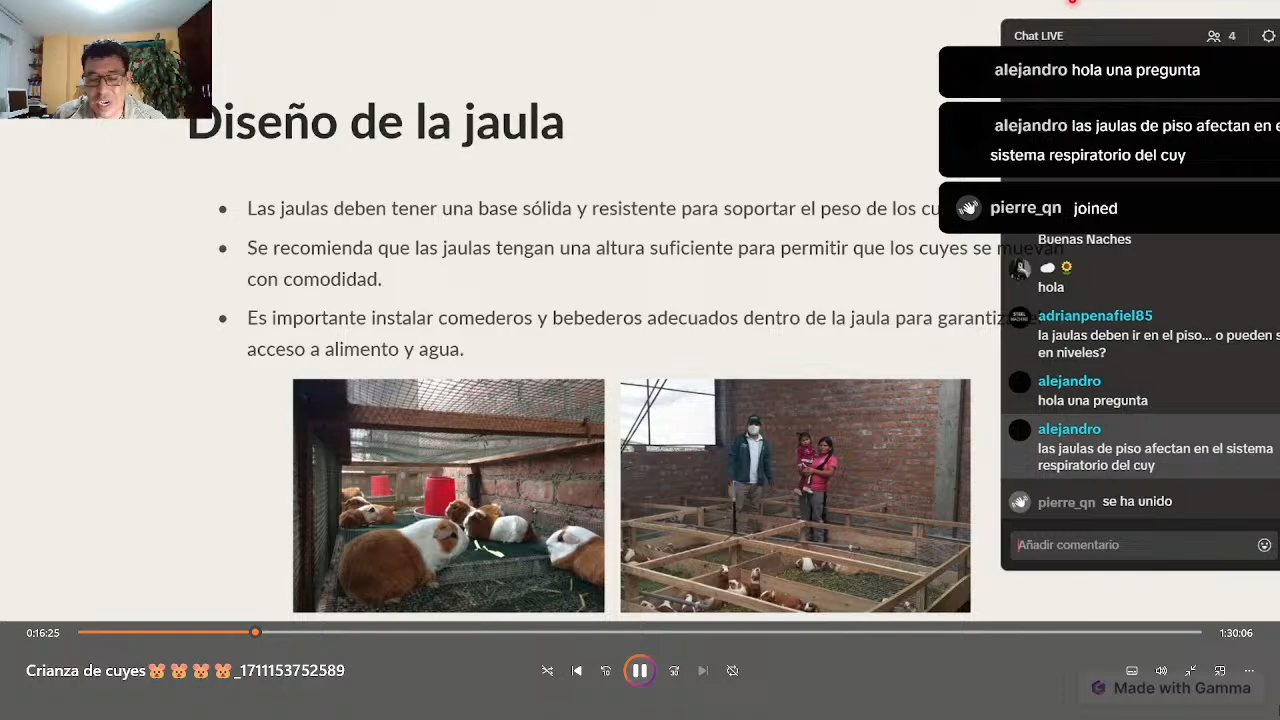 Diseño de la jaula
Las jaulas deben tener una base sólida y resistente para soportar el peso de los
Se recomienda que las jaulas tengan una altura suficiente para permitir que los cuyes se muevan
con comodidad.
Es importante instalar comederos y bebederos adecuados dentro de la jaula para
acceso a alimento y agua.
Chat LIVE
4
alejandro hola una pregunta
alejandro las jaulas de piso afectan en e
sistema respiratorio del cuy
pierre_qn joined
Buenas Naches
hola
adrianpenafiel85
la jaulas deben ir en el piso... o pueden s
en niveles?
alejandro
hola una pregunta
alejandro
las jaulas de piso afectan en el sistema
respiratorio del cuy
pierre_qn se ha unido
Añadir comentario
0:16:25
1:30:06
Crianza de cuyes🐹🐹🐹🐹_1711153752589
Made with Gamma